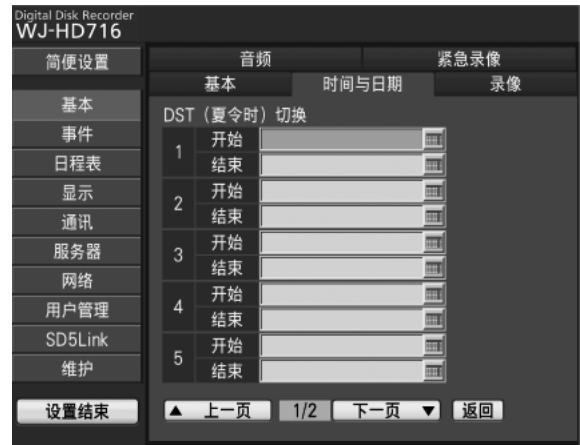 Digital Disk Recorder
WJ-HD716
简便设置
基本
事件
日程表
显示
通讯
服务器
网络
用户管理
SD5Link
维护
设置结束
音频 紧急录像
基本 时间与日期 录像
DST（夏令时）切换
1 开始
结束
2 开始
结束
3 开始
结束
4 开始
结束
5 开始
结束
▲ 上一页 1/2 下一页 ▼ 返回